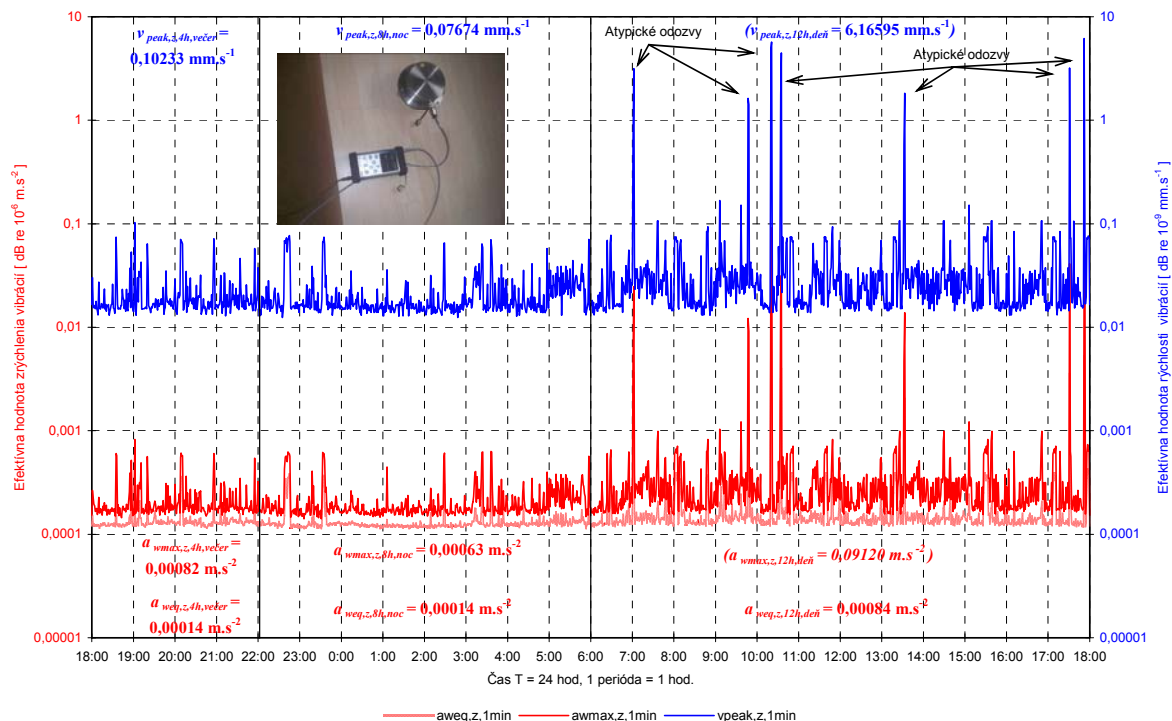 v peak,z,4h,večer =
0,10233 mm.s-1
v peak,z,8h,noc = 0,07674 mm.s-1
(v peak,z,12h,deň = 6,16595 mm.s-1)
Atypické odozvy
Atypické odozvy
10
1
0,1
0,01
0,001
0,0001
0,00001
Efektívna hodnota zrýchlenia vibrácií [ dB re 10-6 m.s-2]
10
1
0,1
0,01
0,001
0,0001
0,00001
Efektívna hodnota rýchlosti vibrácií [ dB re 10-9 mm.s-1]
a wmax,z,4h,večer =
0,00082 m.s-2
a wmax,z,8h,noc = 0,00063 m.s-2
(a wmax,z,12h,deň = 0,09120 m.s-2)
a weq,z,4h,večer =
0,00014 m.s-2
a weq,z,8h,noc = 0,00014 m.s-2
a weq,z,12h,deň = 0,00084 m.s-2
18:00 19:00 20:00 21:00 22:00 23:00 0:00 1:00 2:00 3:00 4:00 5:00 6:00 7:00 8:00 9:00 10:00 11:00 12:00 13:00 14:00 15:00 16:00 17:00 18:00
Čas T = 24 hod, 1 perióda = 1 hod.
aweq,z,1min awmax,z,1min vpeak,z,1min